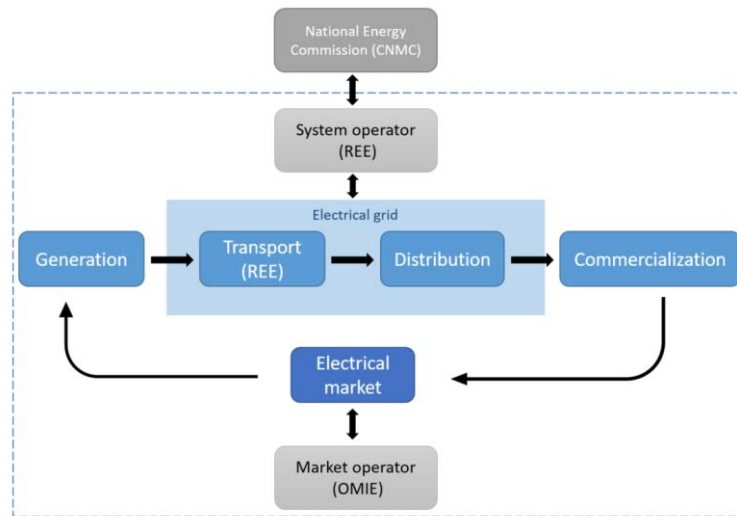 National Energy
Commission (CNMC)
System operator
(REE)
Electrical grid
Generation
Transport
(REE)
Distribution
Commercialization
Electrical
market
Market operator
(OMIE)